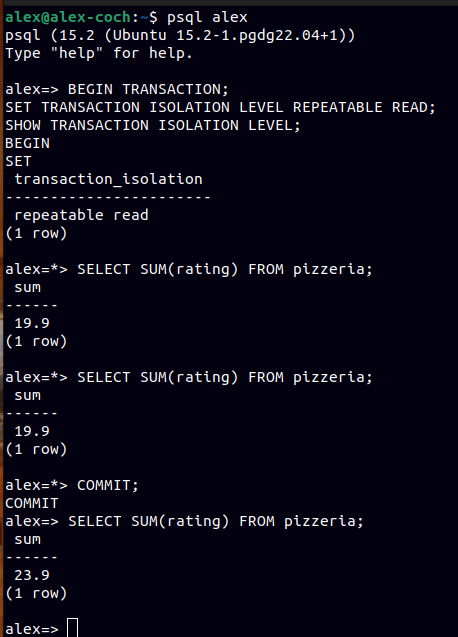 alex@alex-coch:~$ psql alex
psql (15.2 (Ubuntu 15.2-1.pgdg22.04+1))
Type "help" for help.
alex=> BEGIN TRANSACTION;
SET TRANSACTION ISOLATION LEVEL REPEATABLE READ;
SHOW TRANSACTION ISOLATION LEVEL;
BEGIN
SET
transaction_isolation
-----------------------
repeatable read
(1 row)
alex=*> SELECT SUM(rating) FROM pizzeria;
sum
------
19.9
(1 row)
alex=*> SELECT SUM(rating) FROM pizzeria;
sum
------
19.9
(1 row)
alex=*> COMMIT;
COMMIT
alex=> SELECT SUM(rating) FROM pizzeria;
sum
------
23.9
(1 row)
alex=>